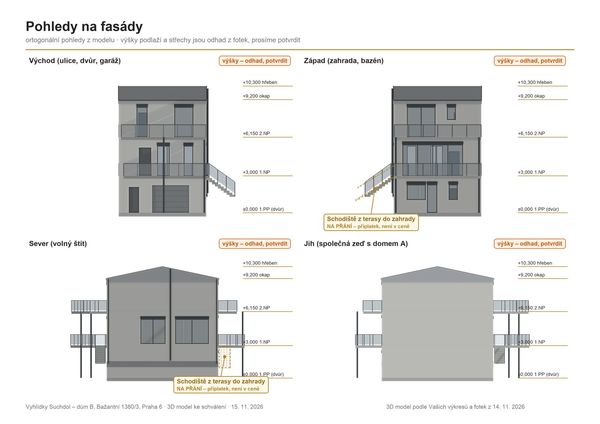 Pohledy na fasády
ortogonální pohledy z modelu · výšky podlaží a střechy jsou odhad z fotek, prosíme potvrdit
Východ (ulice, dvůr, garáž)
výšky – odhad, potvrdit
+10,300 hřeben
+9,200 okap
+6,150 2.NP
+3,000 1.NP
±0,000 1.PP (dvůr)
Západ (zahrada, bazén)
výšky – odhad, potvrdit
+10,300 hřeben
+9,200 okap
+6,150 2.NP
+3,000 1.NP
±0,000 1.PP (dvůr)
Schodiště z terasy do zahrady
NA PŘÁNÍ – příplatek, není v ceně
Sever (volný štít)
výšky – odhad, potvrdit
+10,300 hřeben
+9,200 okap
+6,150 2.NP
+3,000 1.NP
±0,000 1.PP (dvůr)
Schodiště z terasy do zahrady
NA PŘÁNÍ – příplatek, není v ceně
Jih (společná zeď s domem A)
výšky – odhad, potvrdit
+10,300 hřeben
+9,200 okap
+6,150 2.NP
+3,000 1.NP
±0,000 1.PP (dvůr)
Vyhlídky Suchdol – dům B, Bažantní 1380/3, Praha 6 · 3D model ke schválení · 15. 11. 2026
3D model podle Vašich výkresů a fotek z 14. 11. 2026